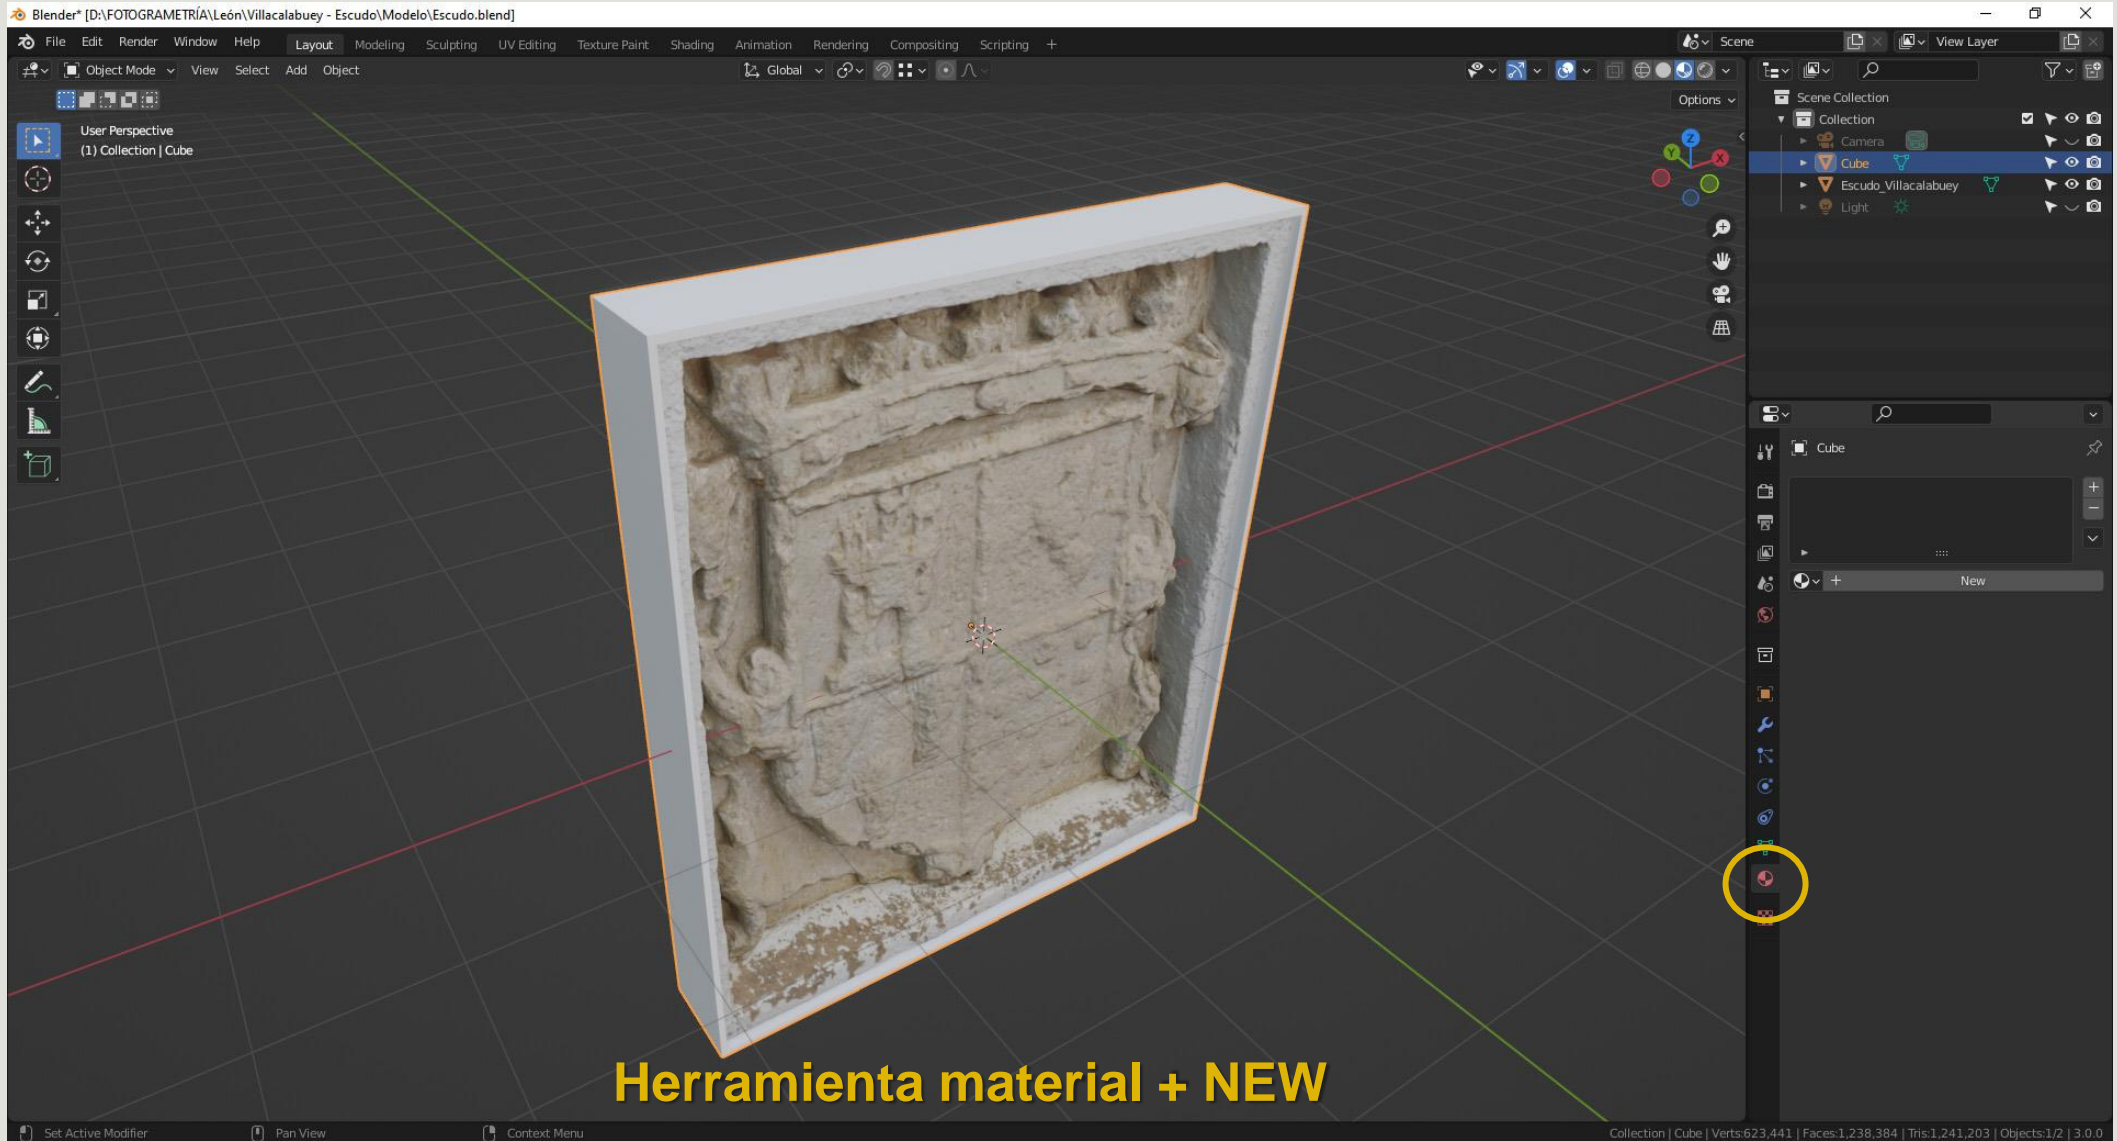 Blender* [D:\FOTOGRAMETRÍA\León\Villacalabuey - Escudo\Modelo\Escudo.blend]
File Edit Render Window Help Layout Modeling Sculpting UV Editing Texture Paint Shading Animation Rendering Compositing Scripting + Scene View Layer
Object Mode View Select Add Object Global
Options
User Perspective
(1) Collection | Cube
Z
Y
X
Scene Collection
Collection
Camera
Cube
Escudo_Villacalabuey
Light
Cube
+ New
Herramienta material + NEW
Set Active Modifier Pan View Context Menu Collection | Cube | Verts:623,441 | Faces:1,238,384 | Tris:1,241,203 | Objects:1/2 | 3.0.0